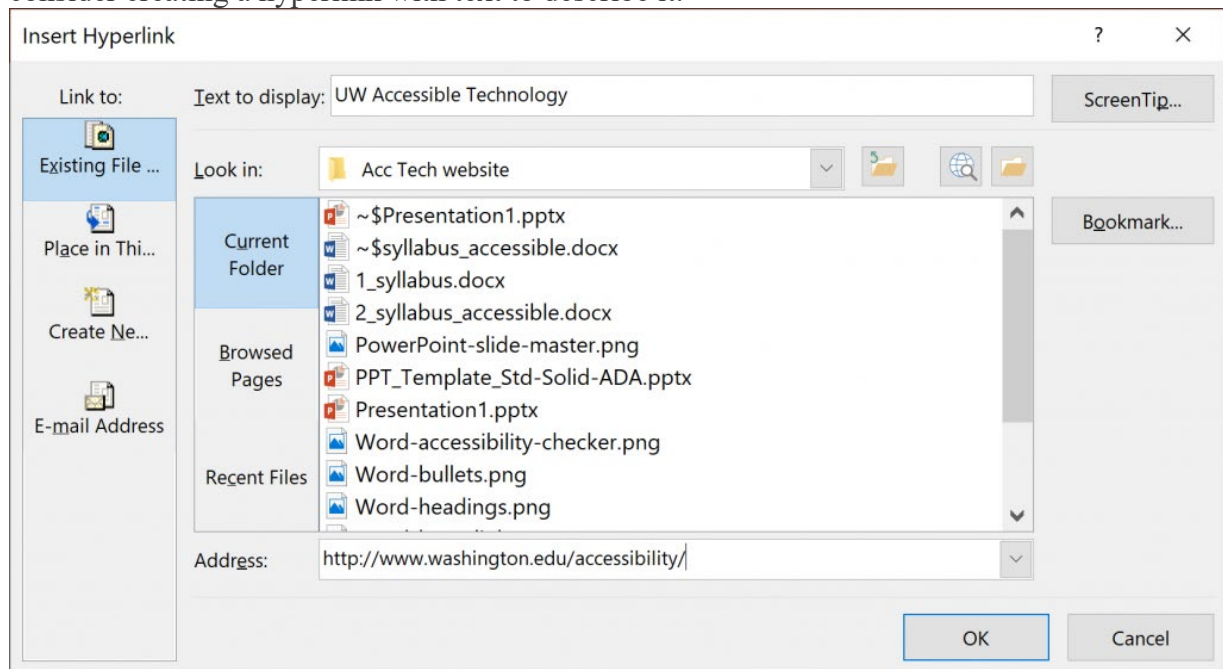 Insert Hyperlink
?
Link to:
Text to display: UW Accessible Technology
ScreenTip...
Existing File ...
Look in: Acc Tech website
Place in Thi...
Create Ne...
E-mail Address
Current
Folder
Browsed
Pages
Recent Files
~$Presentation1.pptx
~$syllabus_accessible.docx
1_syllabus.docx
2_syllabus_accessible.docx
PowerPoint-slide-master.png
PPT_Template_Std-Solid-ADA.pptx
Presentation1.pptx
Word-accessibility-checker.png
Word-bullets.png
Word-headings.png
Bookmark...
Address: http://www.washington.edu/accessibility/
OK
Cancel